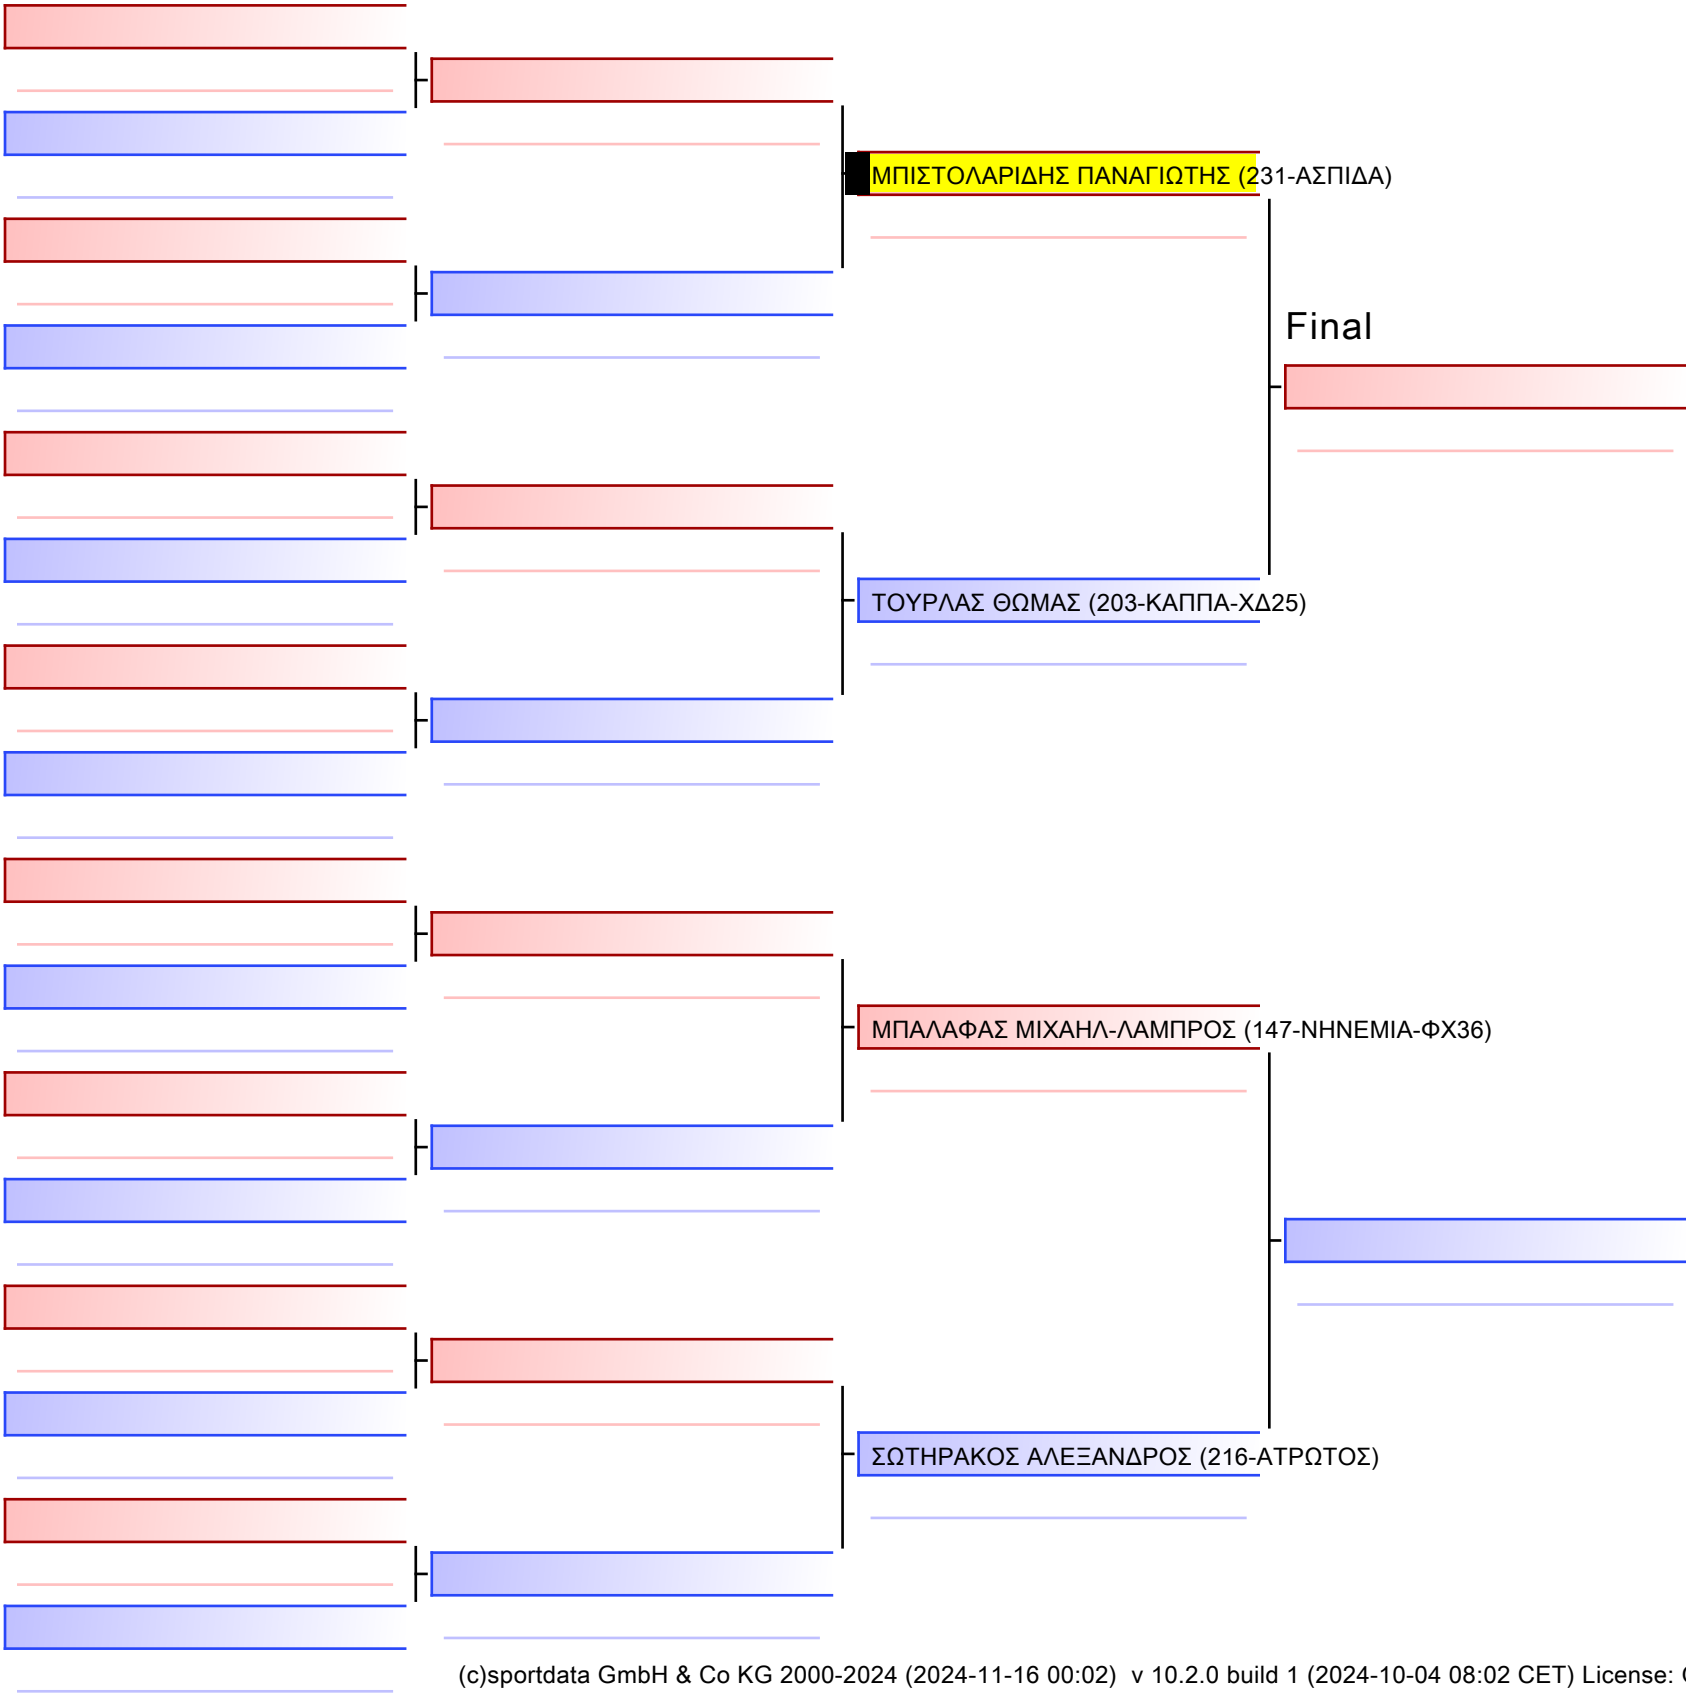 ΜΠΙΣΤΟΛΑΡΙΔΗΣ ΠΑΝΑΓΙΩΤΗΣ (231-ΑΣΠΙΔΑ)
Final
ΤΟΥΡΛΑΣ ΘΩΜΑΣ (203-ΚΑΠΠΑ-ΧΔ25)
ΜΠΑΛΑΦΑΣ ΜΙΧΑΗΛ-ΛΑΜΠΡΟΣ (147-ΝΗΝΕΜΙΑ-ΦΧ36)
ΣΩΤΗΡΑΚΟΣ ΑΛΕΞΑΝΔΡΟΣ (216-ΑΤΡΩΤΟΣ)
(c)sportdata GmbH & Co KG 2000-2024 (2024-11-16 00:02) v 10.2.0 build 1 (2024-10-04 08:02 CET) License: